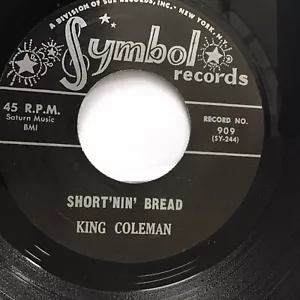 A DIVISION OF SUE RECORDS, INC. · NEW YORK, N.Y.
Symbol
records
45 R.P.M.
Saturn Music
BMI
RECORD NO.
909
(SY-244)
SHORT'NIN' BREAD
KING COLEMAN